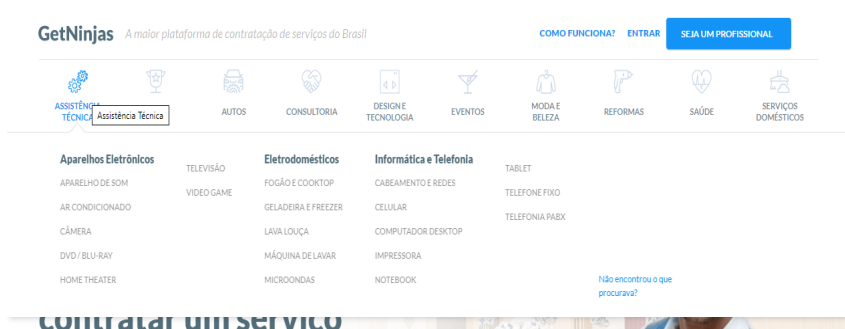 GetNinjas A maior plataforma de contratação de serviços do Brasil
COMO FUNCIONA? ENTRAR SEJA UM PROFISSIONAL
ASSISTÊNCIA
TÉCNICA
Assistência Técnica
AUTOS
CONSULTORIA
DESIGN E
TECNOLOGIA
EVENTOS
MODA E
BELEZA
REFORMAS
SAÚDE
SERVIÇOS
DOMÉSTICOS
Aparelhos Eletrônicos
APARELHO DE SOM
AR CONDICIONADO
CÂMERA
DVD / BLU-RAY
HOME THEATER
TELEVISÃO
VIDEO GAME
Eletrodomésticos
FOGÃO E COOKTOP
GELADEIRA E FREEZER
LAVA LOUÇA
MÁQUINA DE LAVAR
MICROONDAS
Informática e Telefonia
CABEAMENTO E REDES
CELULAR
COMPUTADOR DESKTOP
IMPRESSORA
NOTEBOOK
TABLET
TELEFONE FIXO
TELEFONIA PABX
Não encontrou o que
procurava?
contratar um serviço